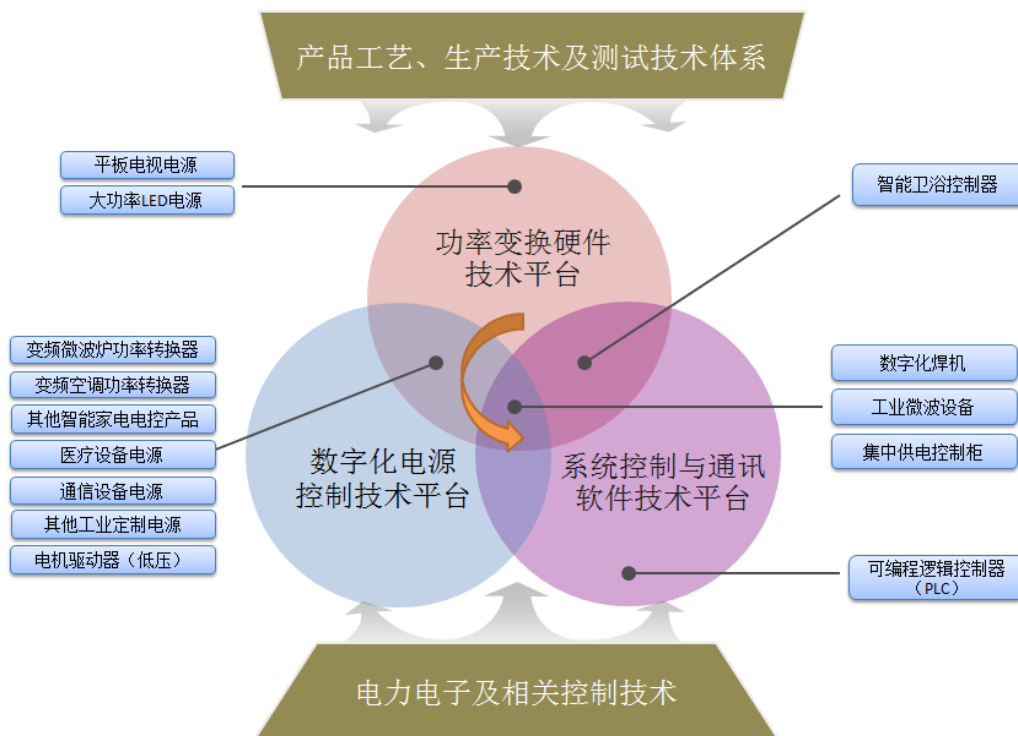 产品工艺、生产技术及测试技术体系
平板电视电源
大功率LED电源
智能卫浴控制器
功率变换硬件
技术平台
变频微波炉功率转换器
变频空调功率转换器
其他智能家电电控产品
医疗设备电源
通信设备电源
其他工业定制电源
电机驱动器（低压）
数字化焊机
工业微波设备
集中供电控制柜
数字化电源
控制技术平台
系统控制与通讯
软件技术平台
可编程逻辑控制器
（PLC）
电力电子及相关控制技术